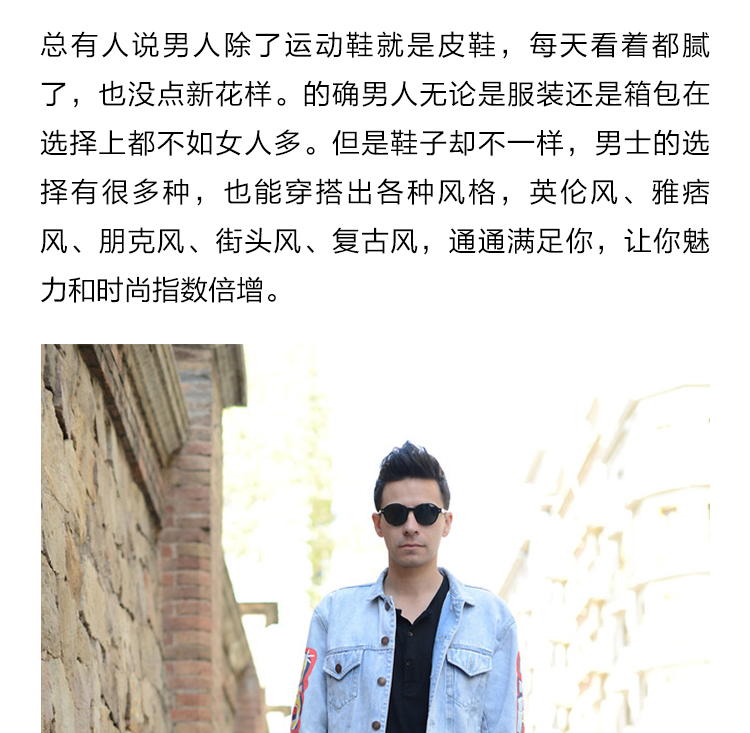 总有人说男人除了运动鞋就是皮鞋，每天看着都腻
了，也没点新花样。的确男人无论是服装还是箱包在
选择上都不如女人多。但是鞋子却不一样，男士的选
择有很多种，也能穿搭出各种风格，英伦风、雅痞
风、朋克风、街头风、复古风，通通满足你，让你魅
力和时尚指数倍增。